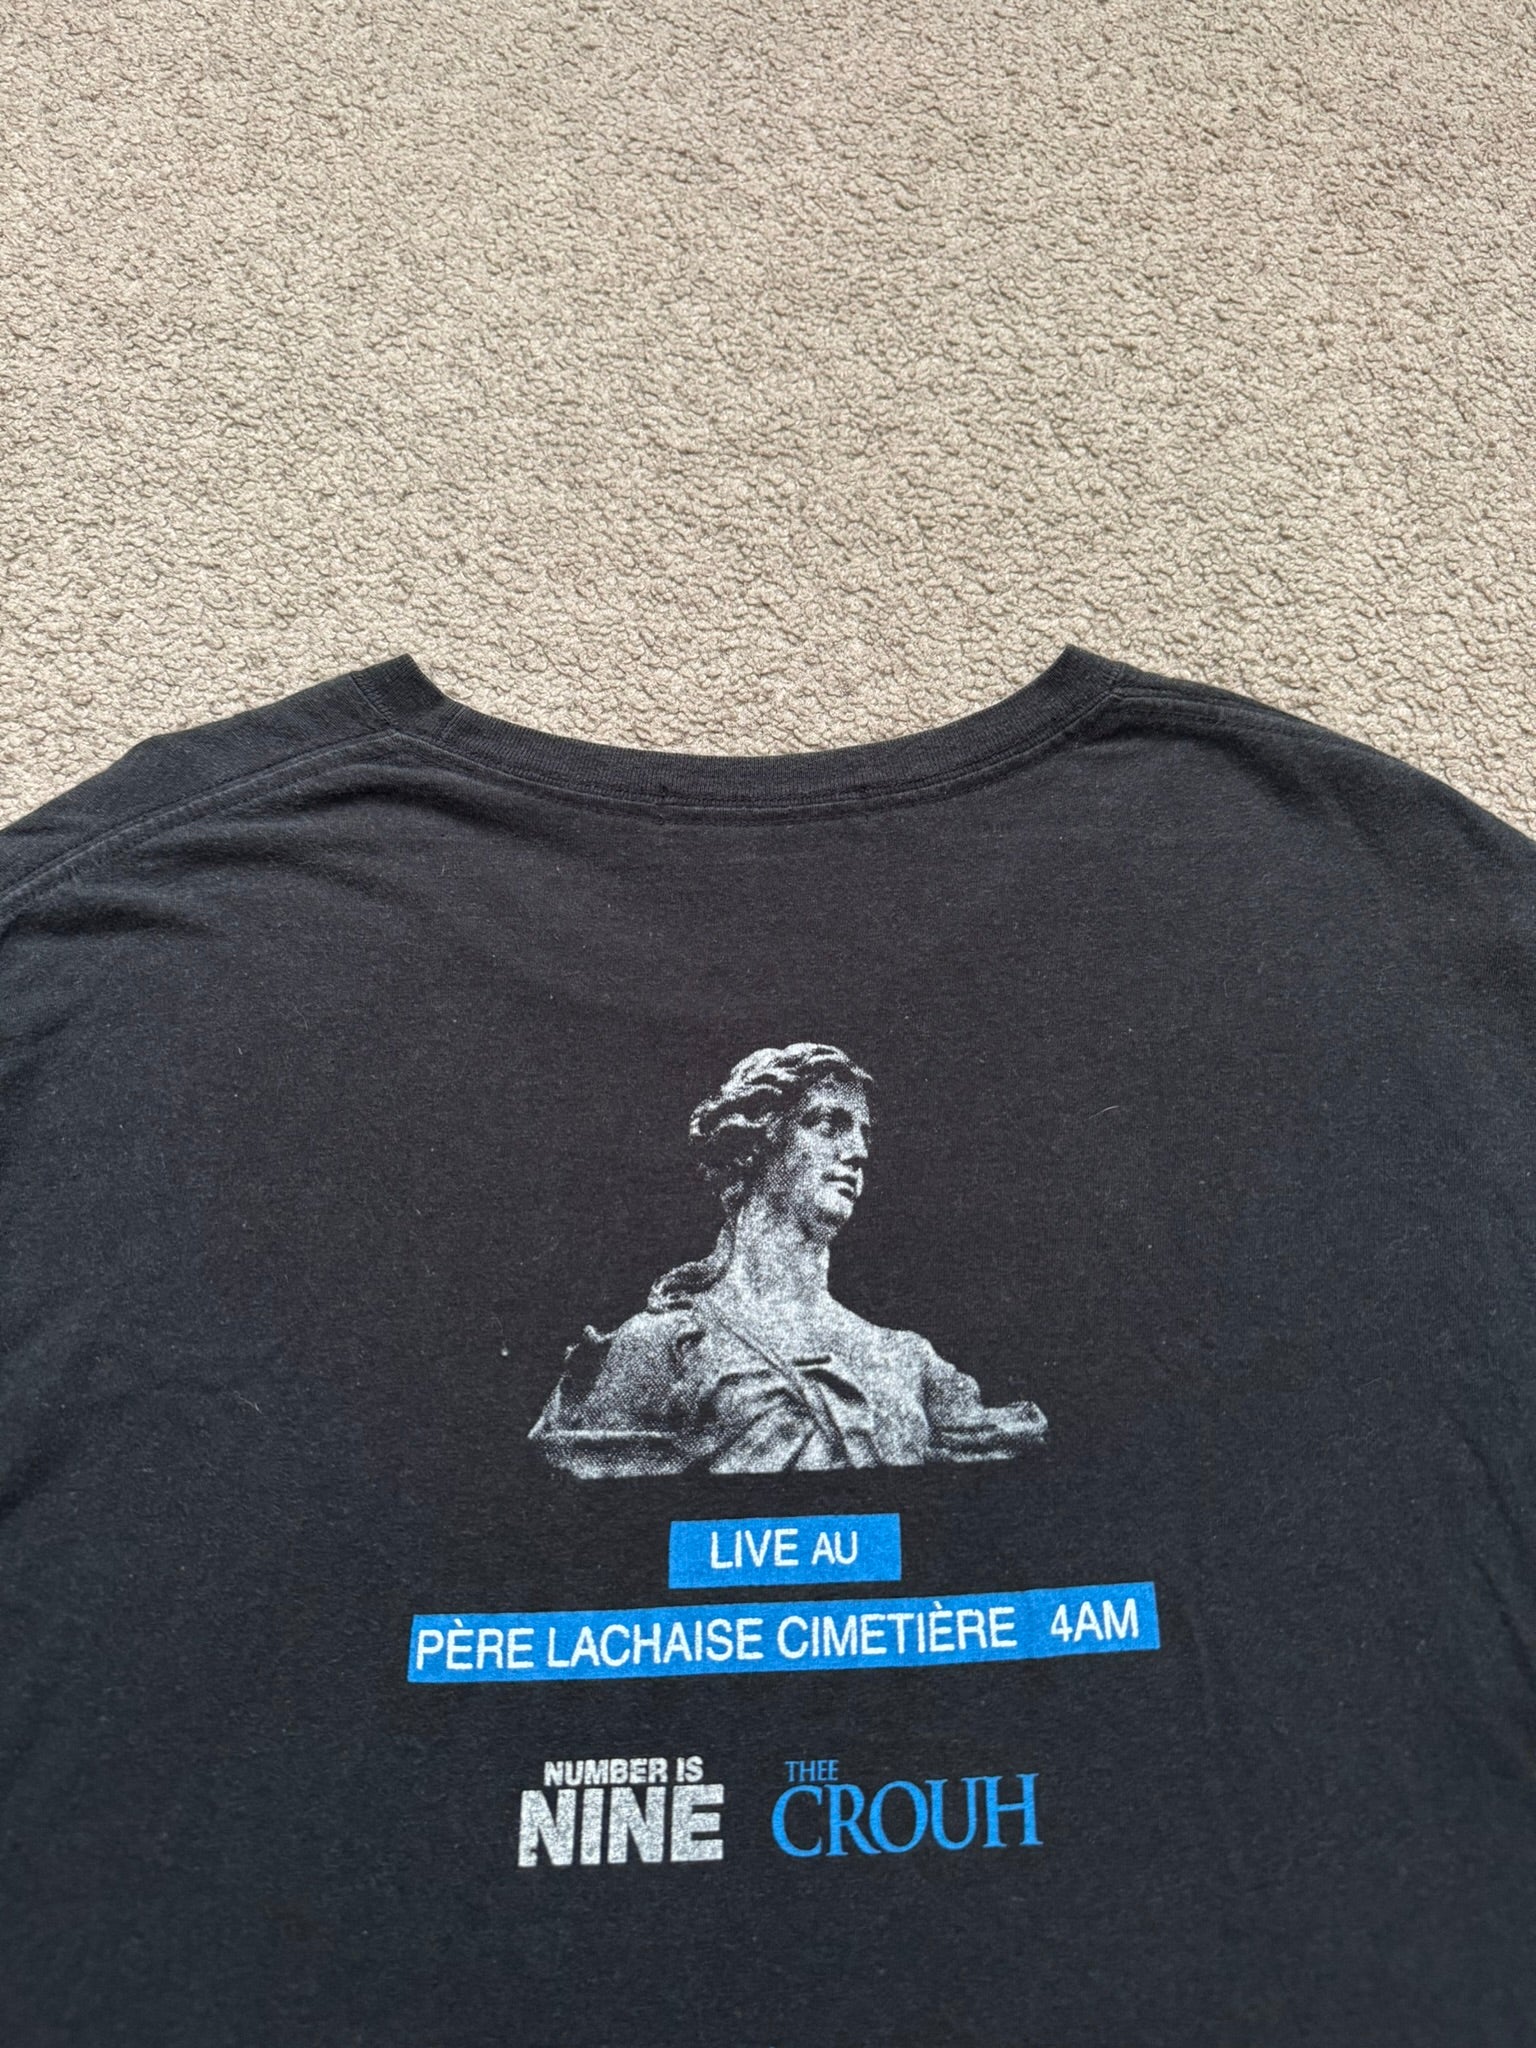 LIVE AU
PÈRE LACHAISE CIMETIÈRE 4AM
NUMBER IS
NINE
THEE
CROUH